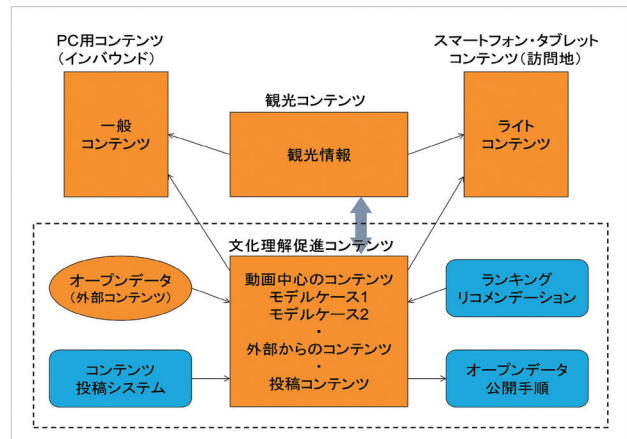 PC用コンテンツ
（インバウンド）
スマートフォン・タブレット
コンテンツ（訪問地）
観光コンテンツ
一般
コンテンツ
観光情報
ライト
コンテンツ
文化理解促進コンテンツ
オープンデータ
（外部コンテンツ）
動画中心のコンテンツ
モデルケース1
モデルケース2
・
外部からのコンテンツ
・
投稿コンテンツ
ランキング
リコメンデーション
コンテンツ
投稿システム
オープンデータ
公開手順